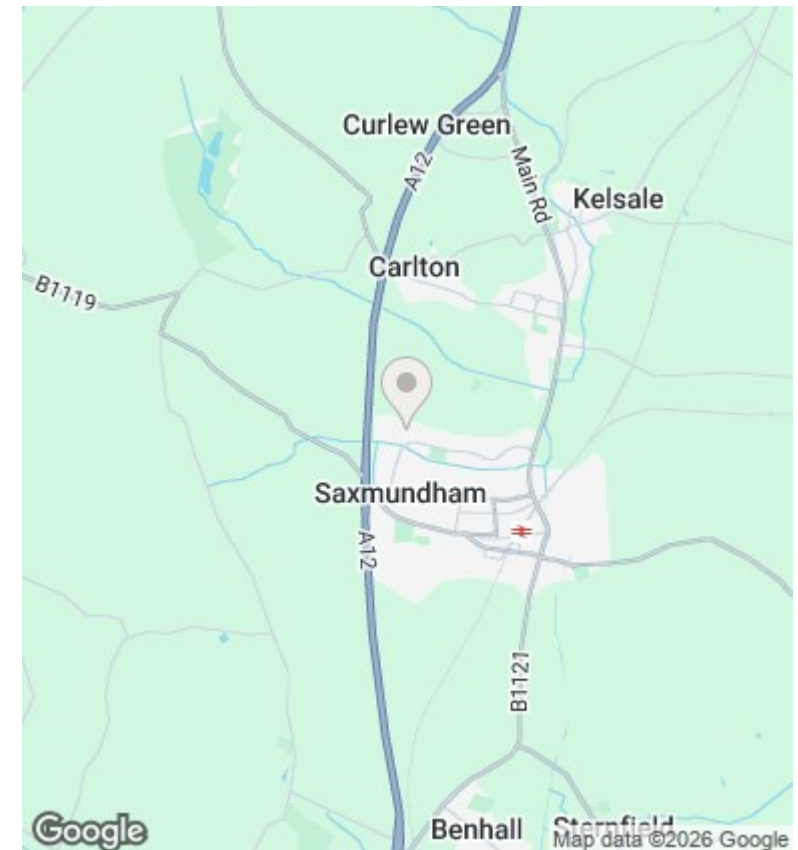 Curlew Green
A12
Main Rd
Kelsale
Carlton
B1119
Saxmundham
A12
B1121
Benhall
Sternfield
Google
Map data ©2026 Google